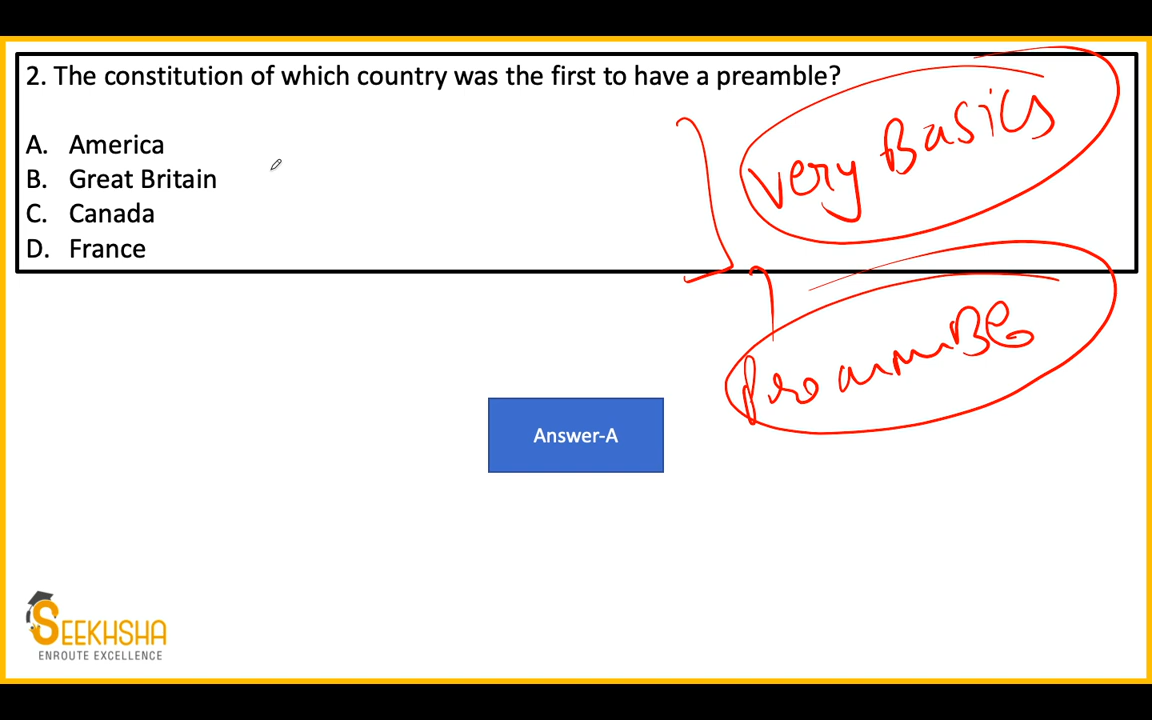 2. The constitution of which country was the first to have a preamble?
A. America
B. Great Britain
C. Canada
D. France
very Basics
Answer-A
SEEKHSHA
ENROUTE EXCELLENCE